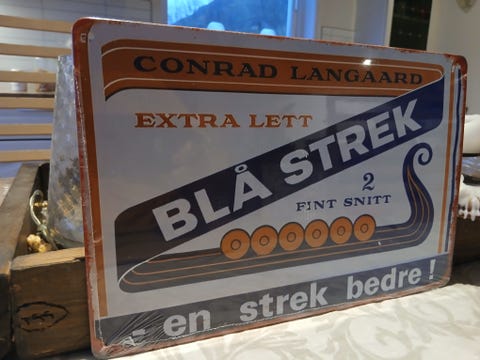 CONRAD LANGAARD
EXTRA LETT
BLÅ STREK
2
FINT SNITT
- en strek bedre!